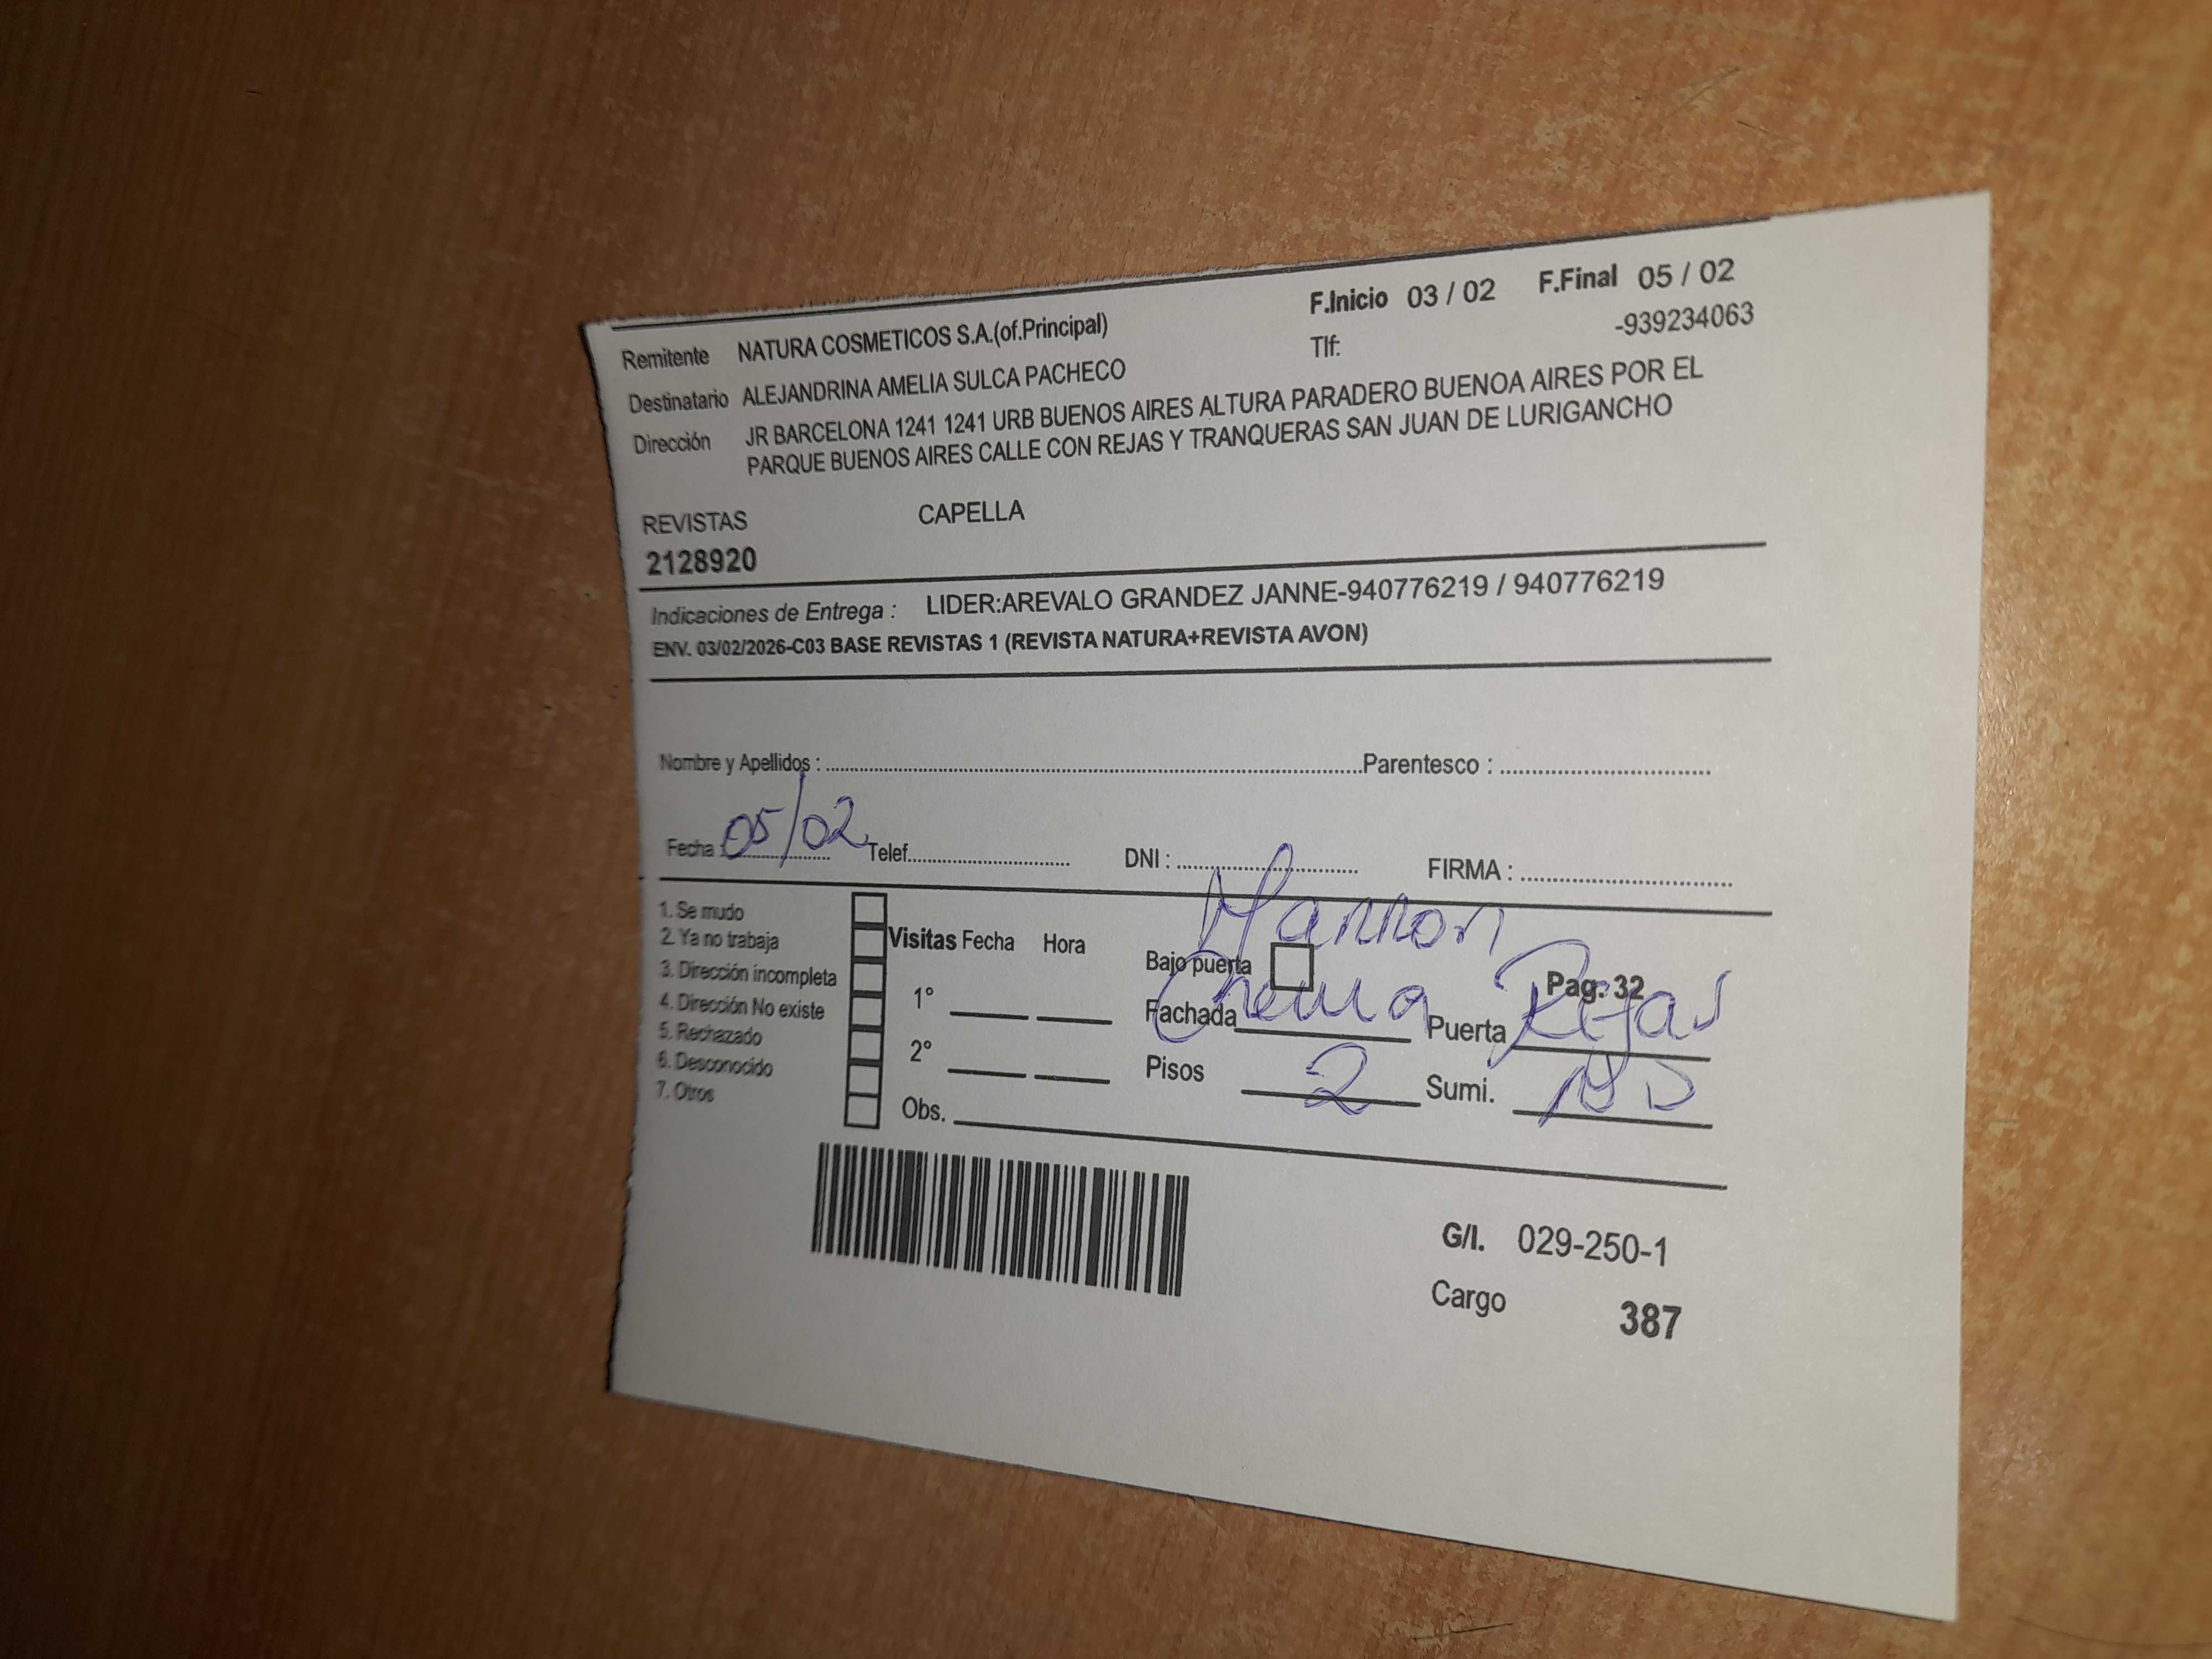 F.Inicio 03 / 02 F.Final 05 / 02
Remitente NATURA COSMETICOS S.A.(of.Principal) Tlf: -939234063
Destinatario ALEJANDRINA AMELIA SULCA PACHECO
Dirección JR BARCELONA 1241 1241 URB BUENOS AIRES ALTURA PARADERO BUENOA AIRES POR EL
PARQUE BUENOS AIRES CALLE CON REJAS Y TRANQUERAS SAN JUAN DE LURIGANCHO
REVISTAS CAPELLA
2128920
Indicaciones de Entrega : LIDER:AREVALO GRANDEZ JANNE-940776219 / 940776219
ENV. 03/02/2026-C03 BASE REVISTAS 1 (REVISTA NATURA+REVISTA AVON)
Nombre y Apellidos : Parentesco :
Fecha : 05/02 Telef. DNI : FIRMA :
1. Se mudo
2. Ya no trabaja
3. Dirección incompleta
4. Dirección No existe
5. Rechazado
6. Desconocido
7. Otros
Visitas Fecha Hora
1°
2°
Obs.
Marron
Bajo puerta Pag. 32
Fachada Crema Puerta Rejas
Pisos 2 Sumi.
G/I. 029-250-1
Cargo 387